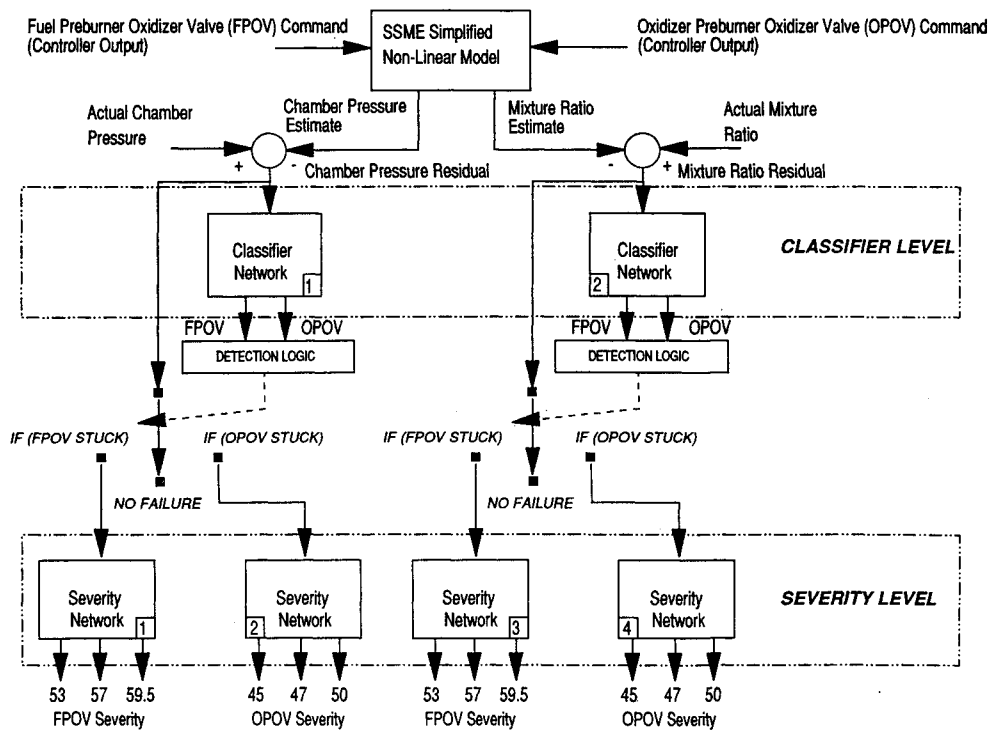 Fuel Preburner Oxidizer Valve (FPOV) Command
(Controller Output)
SSME Simplified
Non-Linear Model
Oxidizer Preburner Oxidizer Valve (OPOV) Command
(Controller Output)
Actual Chamber
Pressure
Chamber Pressure
Estimate
Mixture Ratio
Estimate
Actual Mixture
Ratio
+
-
Chamber Pressure Residual
-
+
Mixture Ratio Residual
Classifier
Network
1
Classifier
Network
2
CLASSIFIER LEVEL
FPOV
OPOV
FPOV
OPOV
DETECTION LOGIC
DETECTION LOGIC
IF (FPOV STUCK)
IF (OPOV STUCK)
IF (FPOV STUCK)
IF (OPOV STUCK)
NO FAILURE
NO FAILURE
Severity
Network
1
Severity
Network
2
Severity
Network
3
Severity
Network
4
SEVERITY LEVEL
53 57 59.5
45 47 50
53 57 59.5
45 47 50
FPOV Severity
OPOV Severity
FPOV Severity
OPOV Severity